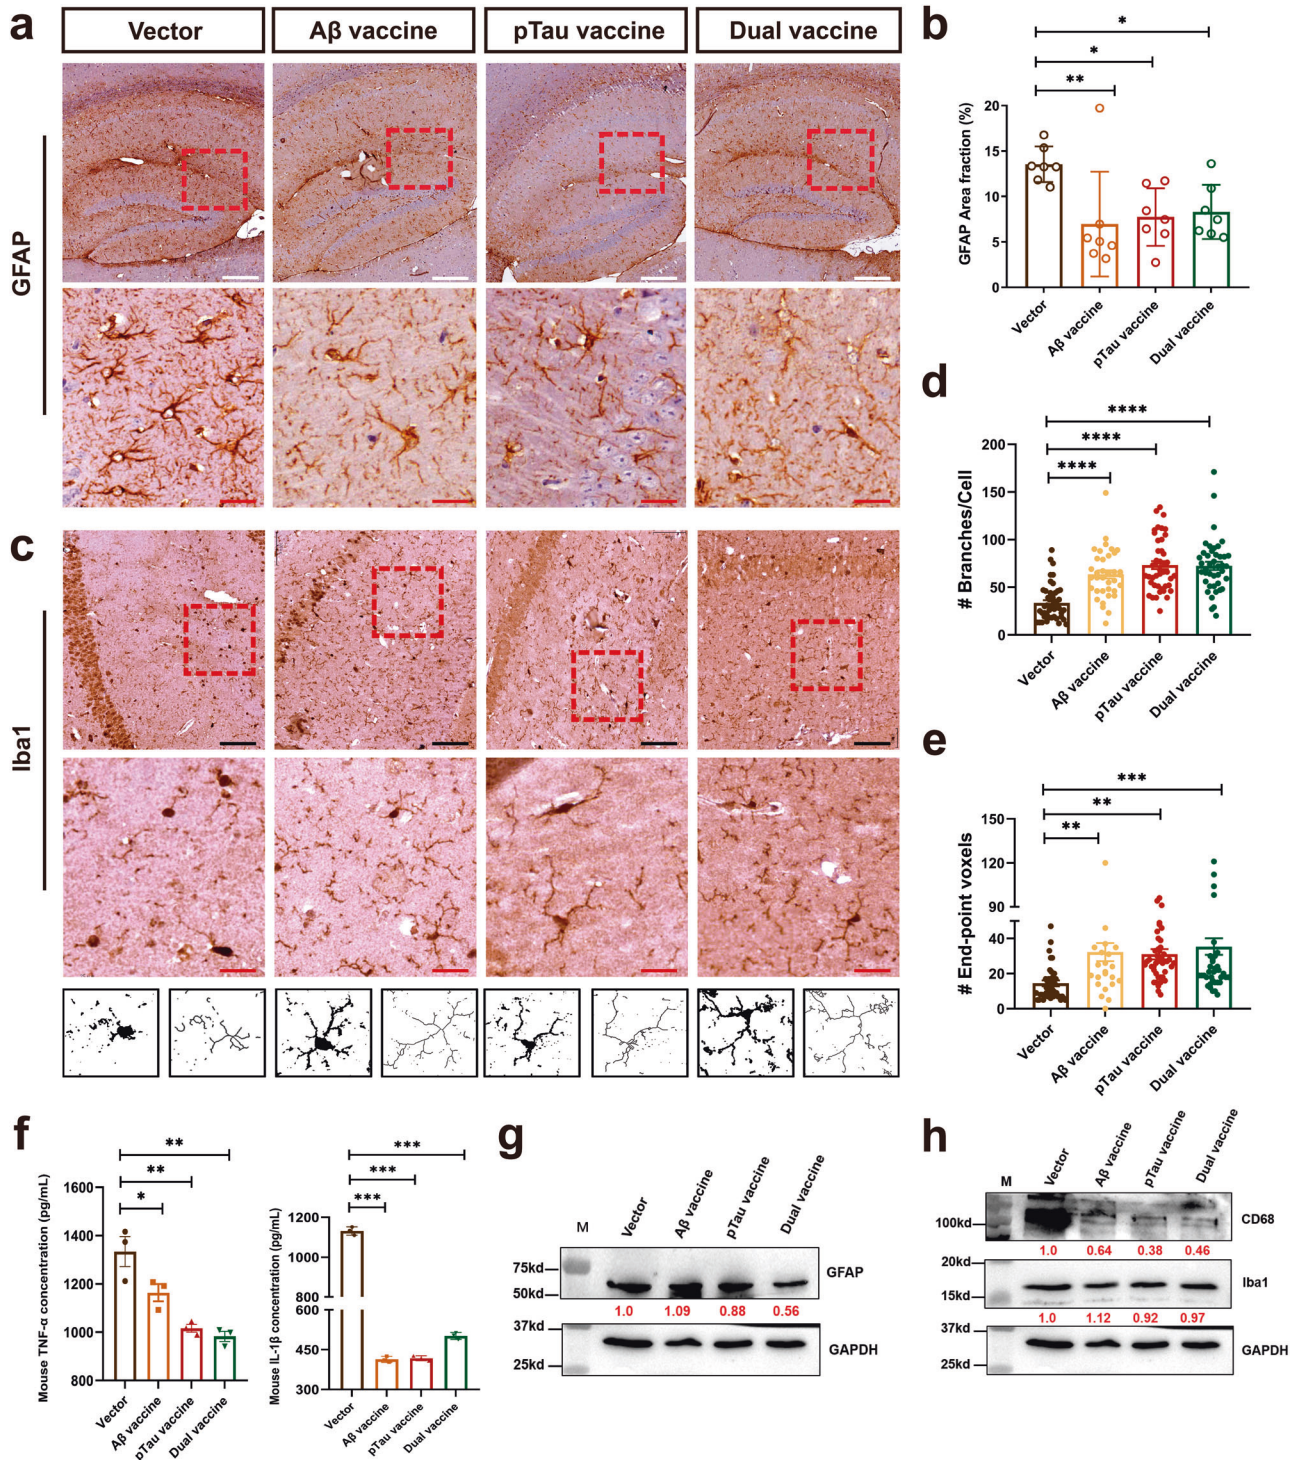 a
Vector
Aβ vaccine
pTau vaccine
Dual vaccine
GFAP
b
*
*
**
GFAP Area fraction (%)
20
15
10
5
0
Vector
Aβ vaccine
pTau vaccine
Dual vaccine
c
Iba1
d
****
****
****
# Branches/Cell
200
150
100
50
0
Vector
Aβ vaccine
pTau vaccine
Dual vaccine
e
***
**
**
# End-point voxels
150
120
90
40
20
0
Vector
Aβ vaccine
pTau vaccine
Dual vaccine
f
**
**
*
Mouse TNF-α concentration (pg/mL)
1600
1400
1200
1000
800
Vector
Aβ vaccine
pTau vaccine
Dual vaccine
***
***
***
Mouse IL-1β concentration (pg/mL)
1200
1000
800
600
450
300
Vector
Aβ vaccine
pTau vaccine
Dual vaccine
g
M
Vector
Aβ vaccine
pTau vaccine
Dual vaccine
75kd
50kd
GFAP
1.0 1.09 0.88 0.56
37kd
25kd
GAPDH
h
M
Vector
Aβ vaccine
pTau vaccine
Dual vaccine
100kd
CD68
1.0 0.64 0.38 0.46
20kd
15kd
Iba1
1.0 1.12 0.92 0.97
37kd
25kd
GAPDH